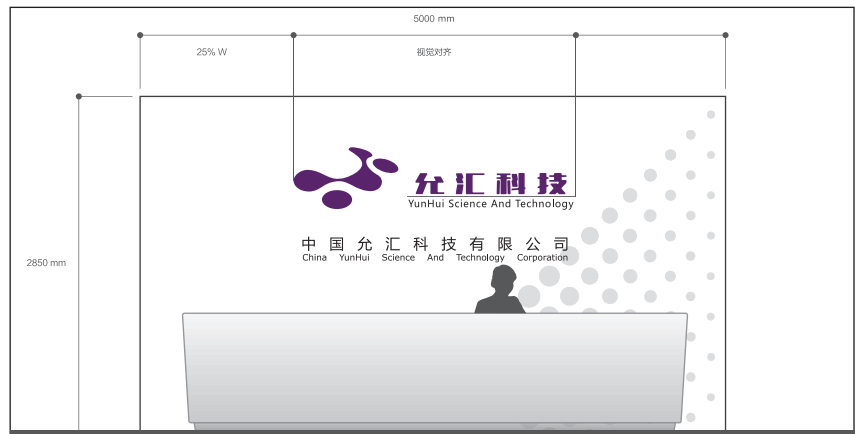 5000 mm
25% W
视觉对齐
允汇科技
YunHui Science And Technology
中国允汇科技有限公司
China YunHui Science And Technology Corporation
2850 mm